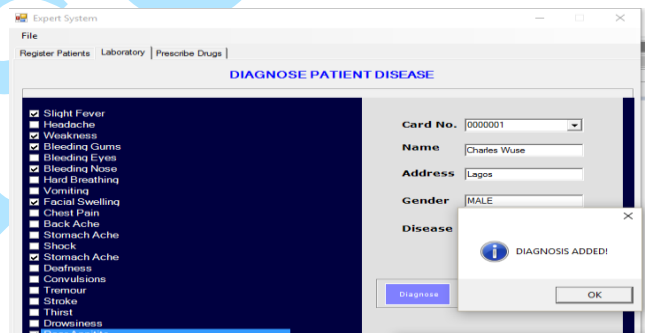 Expert System
File
Register Patients Laboratory Prescribe Drugs
DIAGNOSE PATIENT DISEASE
Slight Fever
Headache
Weakness
Bleeding Gums
Bleeding Eyes
Bleeding Nose
Hard Breathing
Vomiting
Facial Swelling
Chest Pain
Back Ache
Stomach Ache
Shock
Stomach Ache
Deafness
Convulsions
Tremour
Stroke
Thirst
Drowsiness
Card No. 0000001
Name Charles Wuse
Address Lagos
Gender MALE
Disease
Diagnose
DIAGNOSIS ADDED!
OK